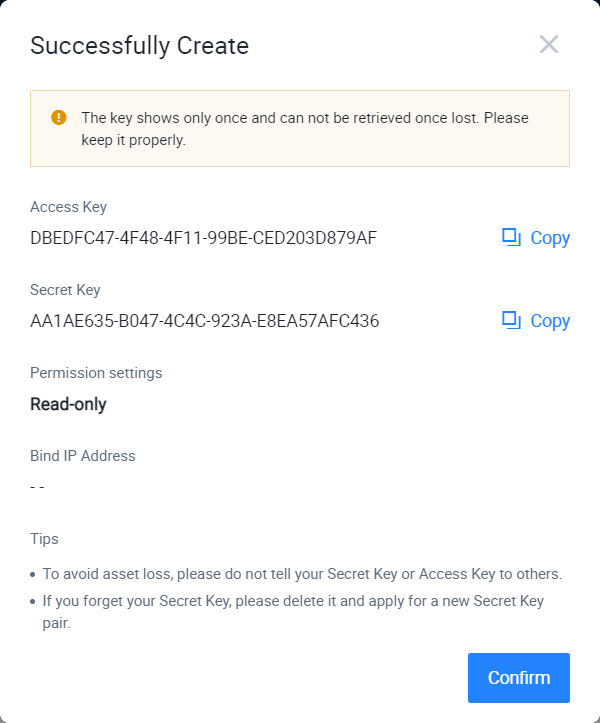 Successfully Create
The key shows only once and can not be retrieved once lost. Please
keep it properly.
Access Key
DBEDFC47-4F48-4F11-99BE-CED203D879AF
Copy
Secret Key
AA1AE635-B047-4C4C-923A-E8EA57AFC436
Copy
Permission settings
Read-only
Bind IP Address
- -
Tips
• To avoid asset loss, please do not tell your Secret Key or Access Key to others.
• If you forget your Secret Key, please delete it and apply for a new Secret Key
pair.
Confirm